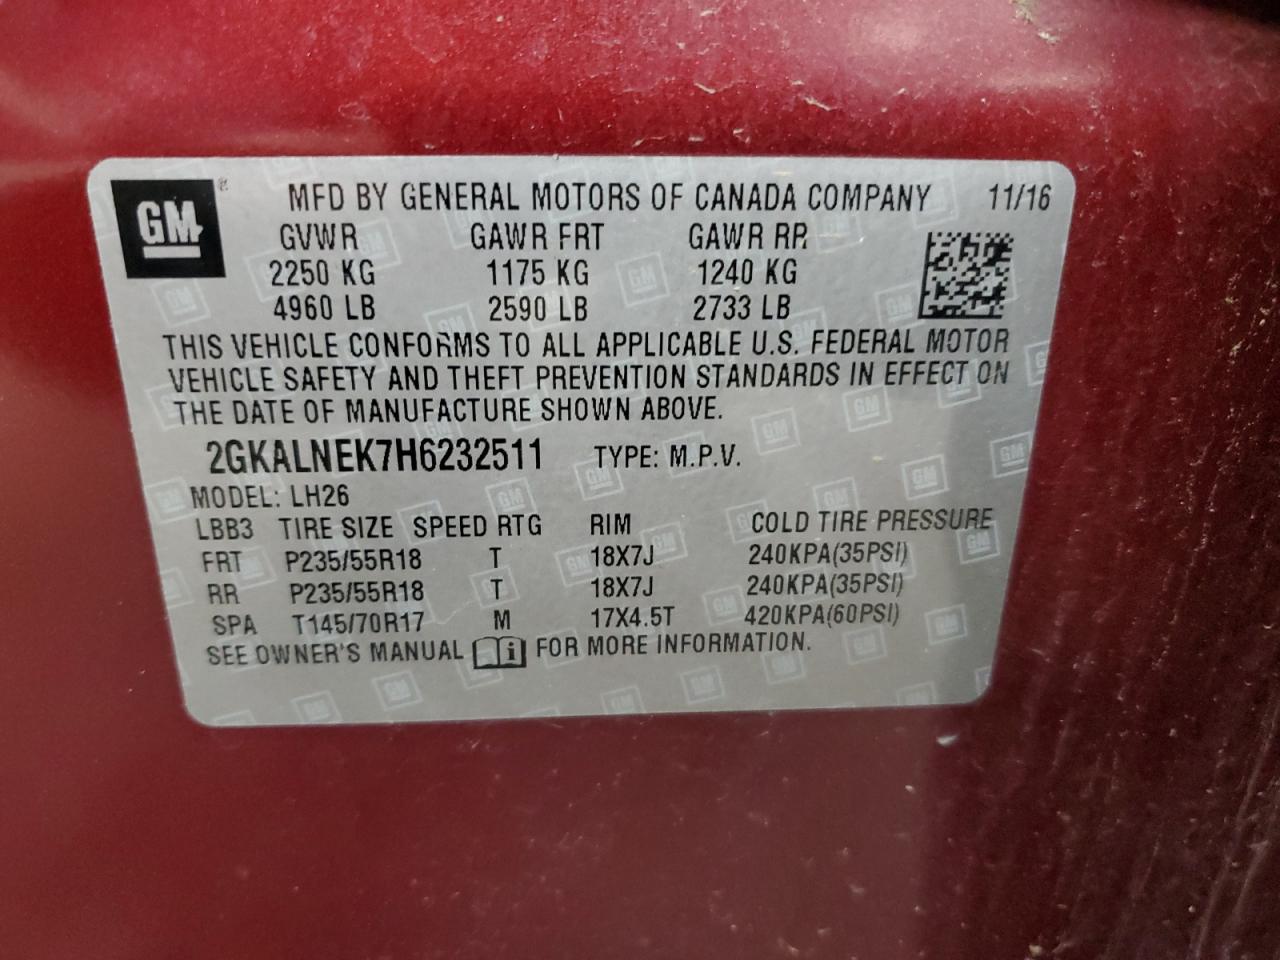 GM ® MFD BY GENERAL MOTORS OF CANADA COMPANY 11/16
GVWR GAWR FRT GAWR RR
2250 KG 1175 KG 1240 KG
4960 LB 2590 LB 2733 LB
THIS VEHICLE CONFORMS TO ALL APPLICABLE U.S. FEDERAL MOTOR
VEHICLE SAFETY AND THEFT PREVENTION STANDARDS IN EFFECT ON
THE DATE OF MANUFACTURE SHOWN ABOVE.
2GKALNEK7H6232511 TYPE: M.P.V.
MODEL: LH26
LBB3 TIRE SIZE SPEED RTG RIM COLD TIRE PRESSURE
FRT P235/55R18 T 18X7J 240KPA(35PSI)
RR P235/55R18 T 18X7J 240KPA(35PSI)
SPA T145/70R17 M 17X4.5T 420KPA(60PSI)
SEE OWNER'S MANUAL i FOR MORE INFORMATION.